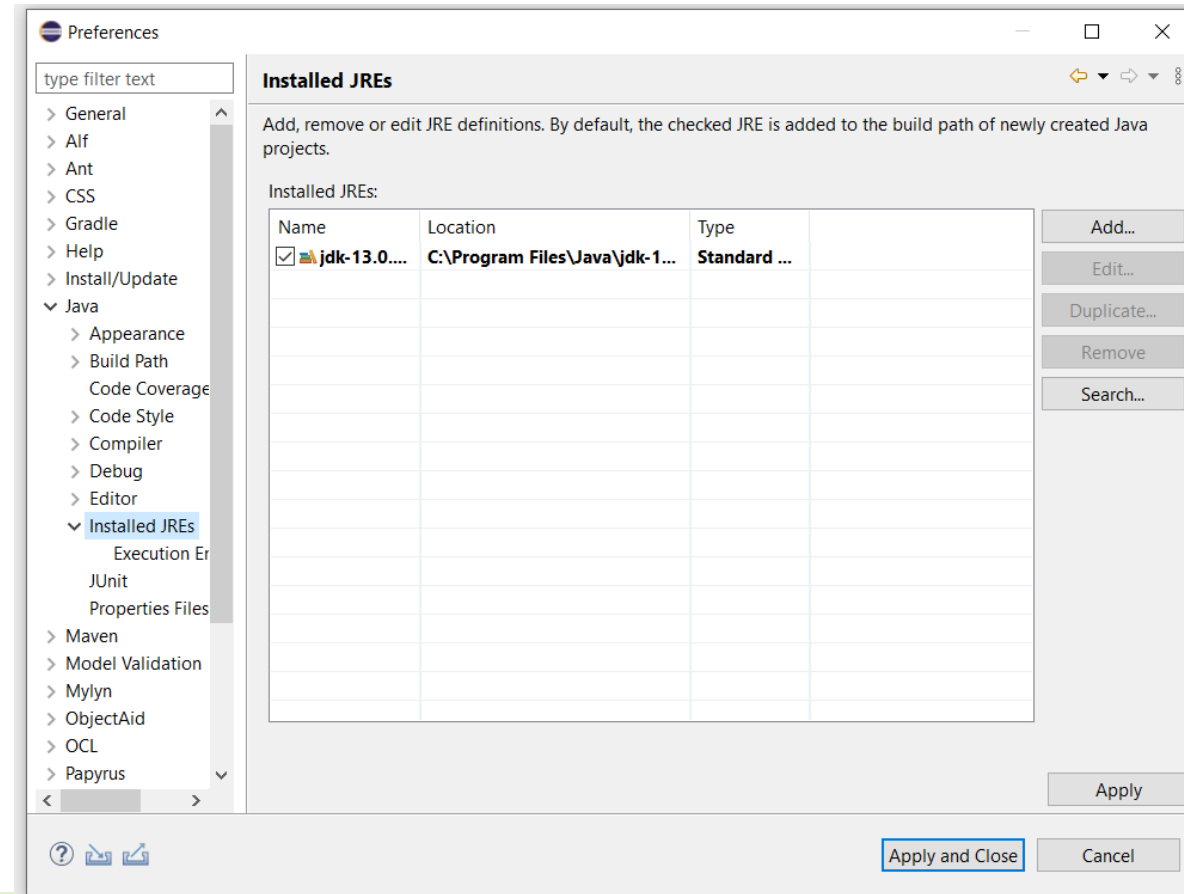 Preferences
type filter text
General
Alf
Ant
CSS
Gradle
Help
Install/Update
Java
Appearance
Build Path
Code Coverage
Code Style
Compiler
Debug
Editor
Installed JREs
Execution Er
JUnit
Properties Files
Maven
Model Validation
Mylyn
ObjectAid
OCL
Papyrus
Installed JREs
Add, remove or edit JRE definitions. By default, the checked JRE is added to the build path of newly created Java
projects.
Installed JREs:
Name Location Type
jdk-13.0.... C:\Program Files\Java\jdk-1... Standard ...
Add...
Edit...
Duplicate...
Remove
Search...
Apply
Apply and Close Cancel